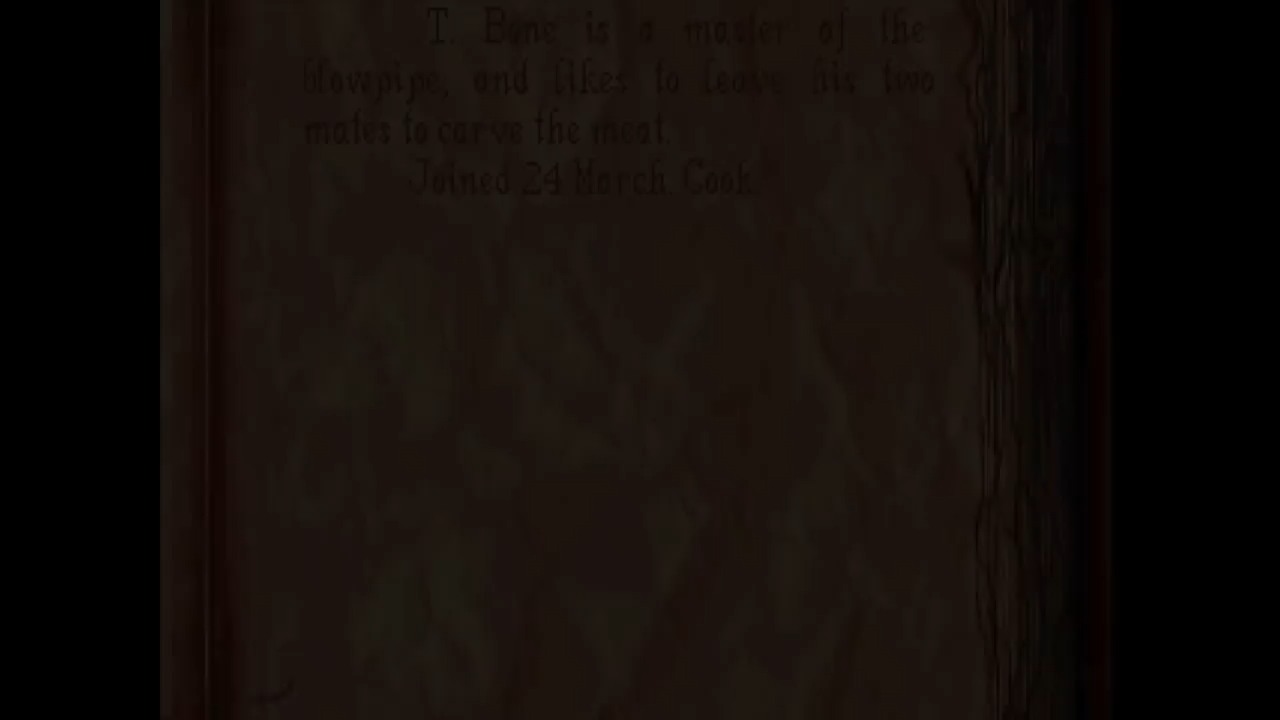 T. Bone is a master of the
blowpipe, and likes to leave his two
mates to carve the meat.
Joined 24 March. Cook.